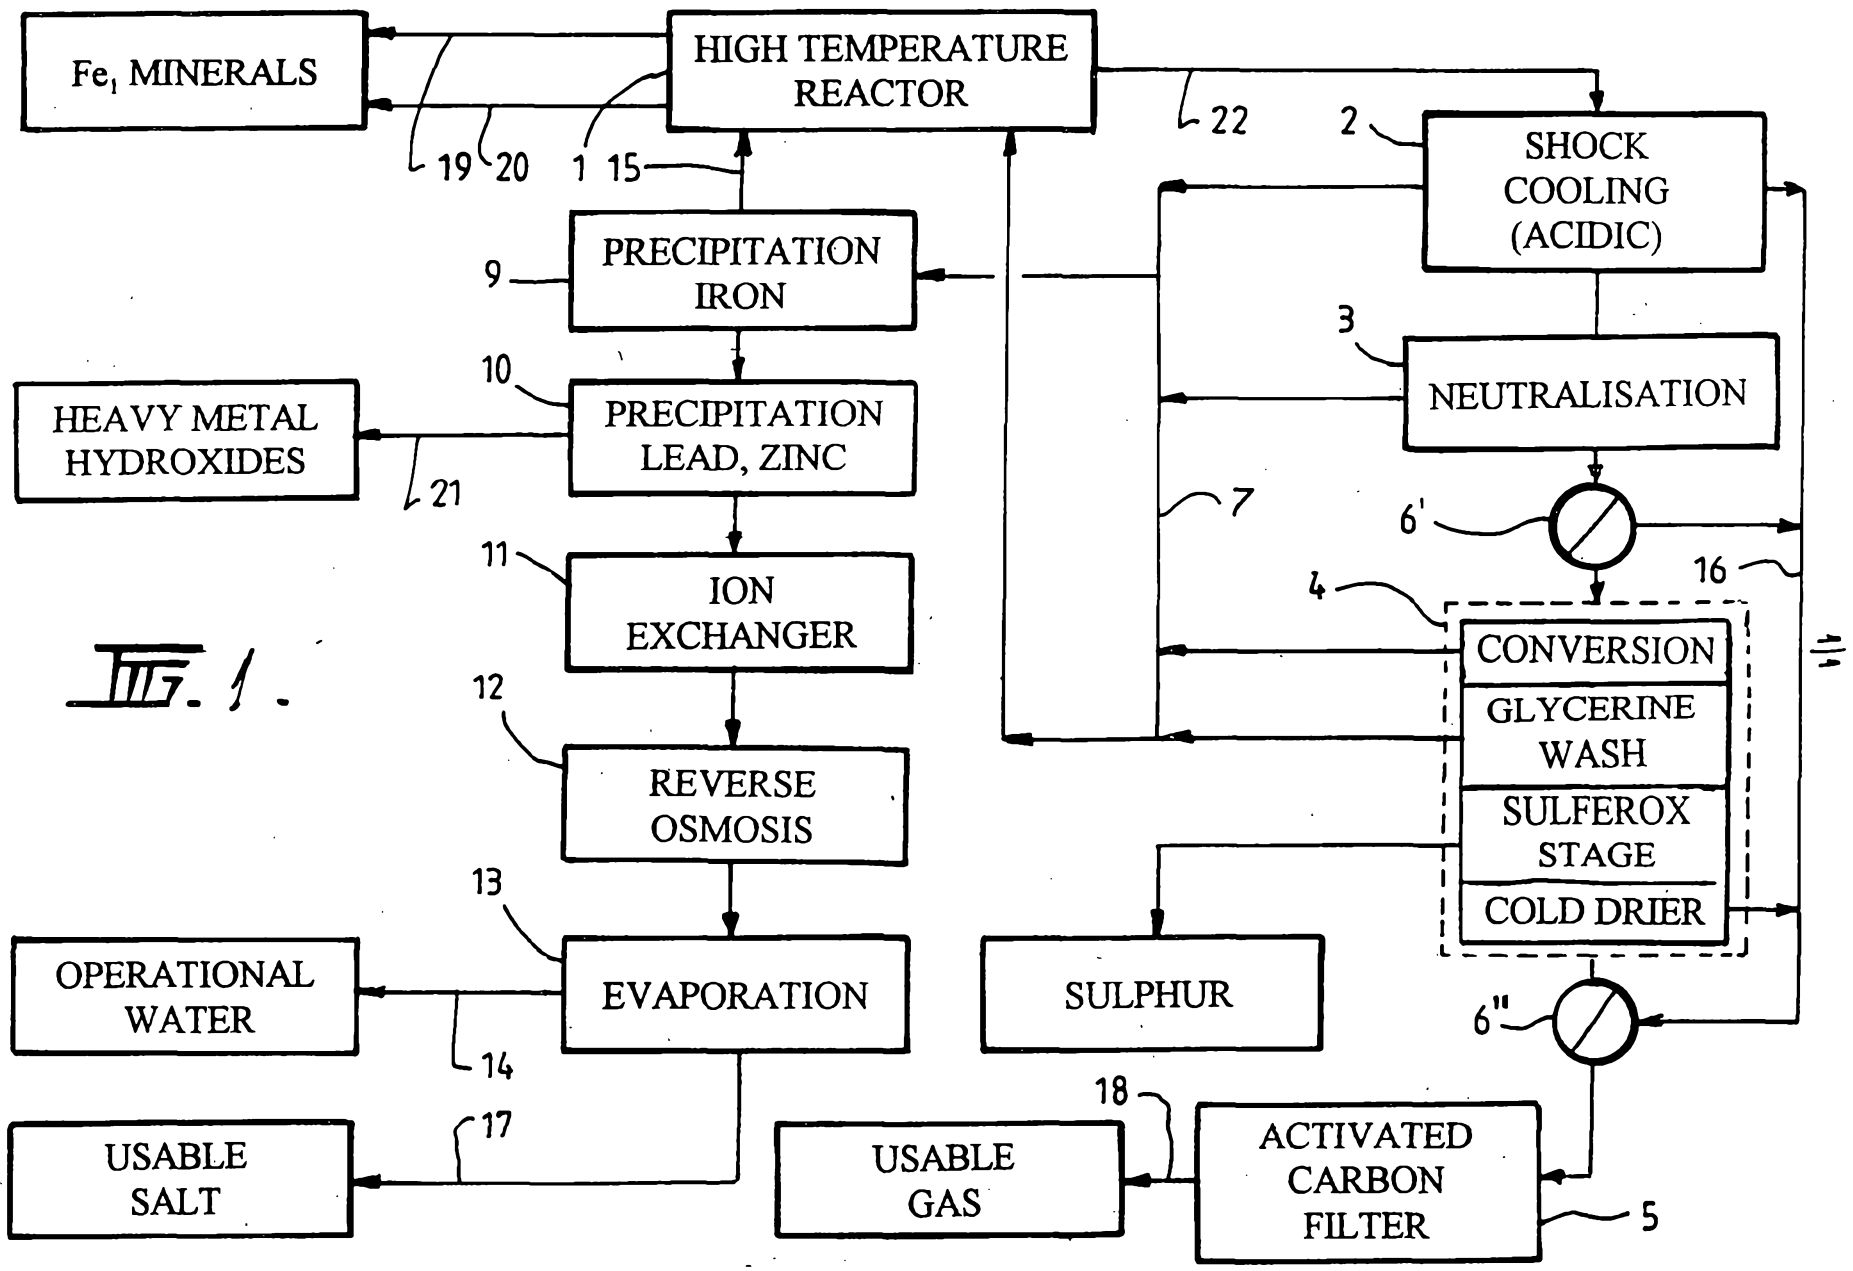 Fe, MINERALS
HIGH TEMPERATURE
REACTOR
19
20
1
15
22
2
SHOCK
COOLING
(ACIDIC)
9
PRECIPITATION
IRON
3
NEUTRALISATION
10
PRECIPITATION
LEAD, ZINC
HEAVY METAL
HYDROXIDES
21
7
6'
16
11
ION
EXCHANGER
4
CONVERSION
GLYCERINE
WASH
SULFEROX
STAGE
COLD DRIER
FIG. 1.
12
REVERSE
OSMOSIS
13
EVAPORATION
OPERATIONAL
WATER
14
SULPHUR
6"
17
USABLE
SALT
18
USABLE
GAS
ACTIVATED
CARBON
FILTER
5